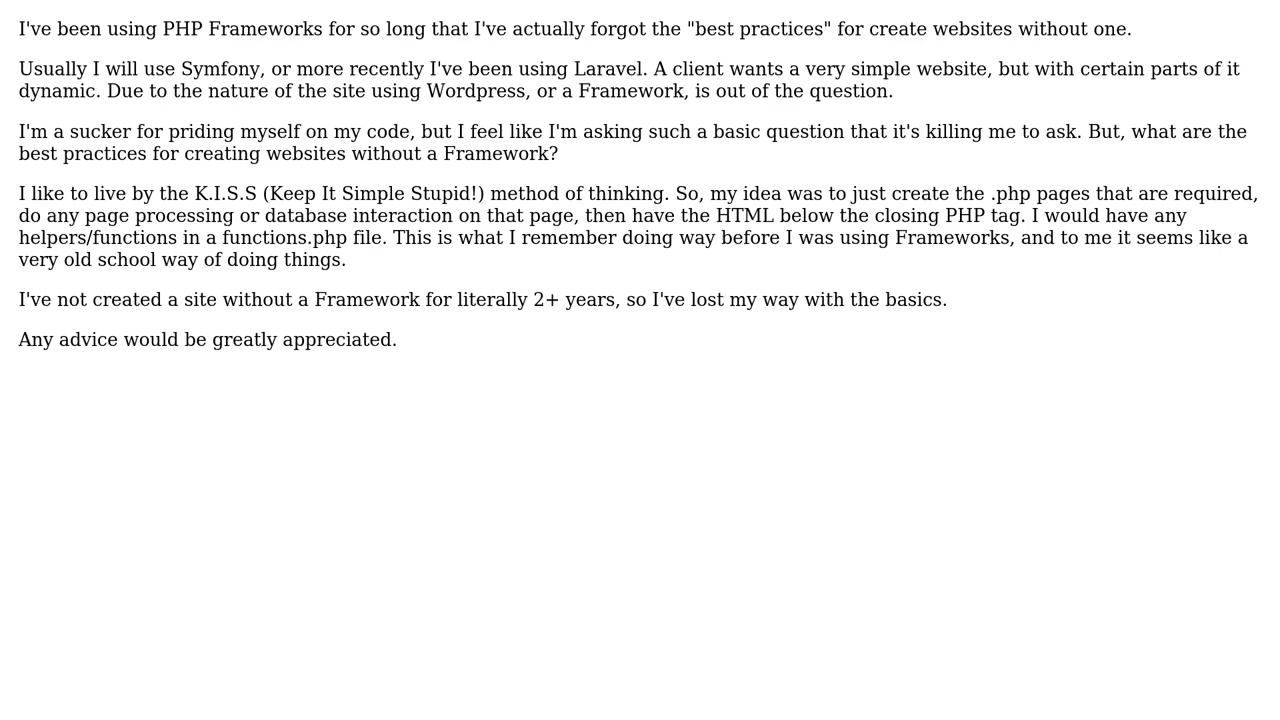 I've been using PHP Frameworks for so long that I've actually forgot the "best practices" for create websites without one.
Usually I will use Symfony, or more recently I've been using Laravel. A client wants a very simple website, but with certain parts of it
dynamic. Due to the nature of the site using Wordpress, or a Framework, is out of the question.
I'm a sucker for priding myself on my code, but I feel like I'm asking such a basic question that it's killing me to ask. But, what are the
best practices for creating websites without a Framework?
I like to live by the K.I.S.S (Keep It Simple Stupid!) method of thinking. So, my idea was to just create the .php pages that are required,
do any page processing or database interaction on that page, then have the HTML below the closing PHP tag. I would have any
helpers/functions in a functions.php file. This is what I remember doing way before I was using Frameworks, and to me it seems like a
very old school way of doing things.
I've not created a site without a Framework for literally 2+ years, so I've lost my way with the basics.
Any advice would be greatly appreciated.